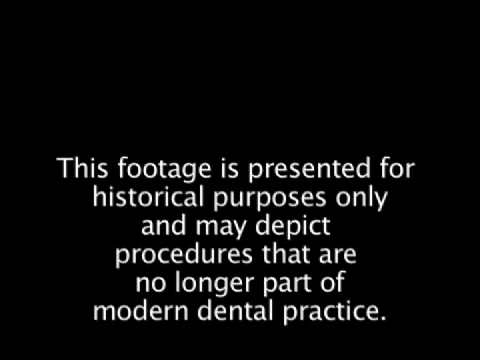 This footage is presented for
historical purposes only
and may depict
procedures that are
no longer part of
modern dental practice.